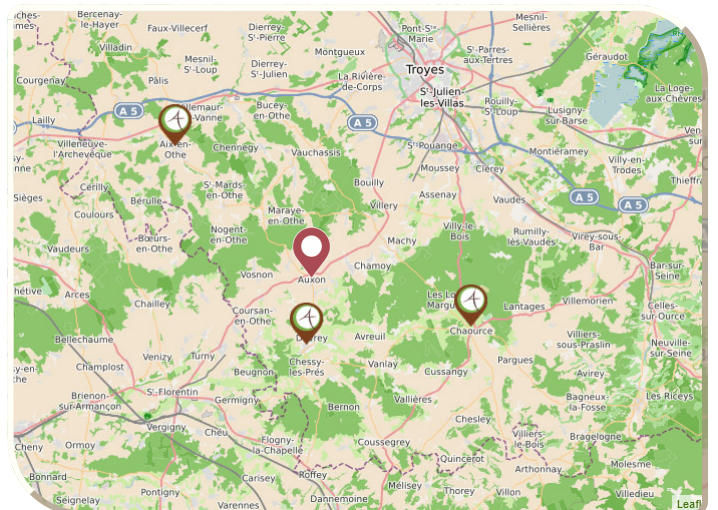 Bercenay-
le-Hayer
Faux-Villecerf
Dierrey-
St-Pierre
Pont-Ste-
Marie
Mesnil-
Sellières
Villadin
Mesnil-
St-Loup
Dierrey-
St-Julien
Montgueux
St-Parres-
aux-Tertres
Géraudot
Courgenay
Pâlis
La Rivière-
de-Corps
Troyes
St-Julien-
les-Villas
La Loge-
aux-Chèvres
Lailly
A 5
Bucey-
en-Othe
A 5
Rouilly-
St-Loup
Lusigny-
sur-Barse
Villeneuve-
l'Archevêque
Aix-en-
Othe
Chennegy
Vauchassis
St-Pouange
Montiéramey
Moussey
Clérey
Villy-en-
Trodes
Cérilly
St-Mards-
en-Othe
Bouilly
Assenay
Vaudes
A 5
A 5
Sièges
Bérulle
Coulours
Maraye-
en-Othe
Villery
Bœurs-
en-Othe
Nogent-
en-Othe
Machy
Villy-le-
Bois
Rumilly-
lès-Vaudes
Virey-sous-
Bar
Vaudeurs
Vosnon
Auxon
Chamoy
Bar-sur-
Seine
Arces
Chailley
Coursan-
en-Othe
Lantages
Villemorien
Celles-
sur-Ource
Chaource
Bellechaume
Avreuil
Villiers-
sous-Praslin
Neuville-
sur-Seine
Champlost
Venizy
Turny
Beugnon
Chessy-
les-Prés
Vanlay
Cussangy
Pargues
Avirey
Brienon-
sur-Armançon
St-Florentin
Germigny
Bernon
Vallières
Bagneux-
la-Fosse
Les Riceys
Vergigny
Chéu
Chesley
Cheny
Ormoy
Flogny-
la-Chapelle
Coussegrey
Villiers-
le-Bois
Bragelogne
Quincerot
Arthonnay
Molesme
Bonnard
Carisey
Roffey
Mélisey
Thorey
Villon
Villedieu
Seignelay
Pontigny
Varennes
Dannemoine
Leafl